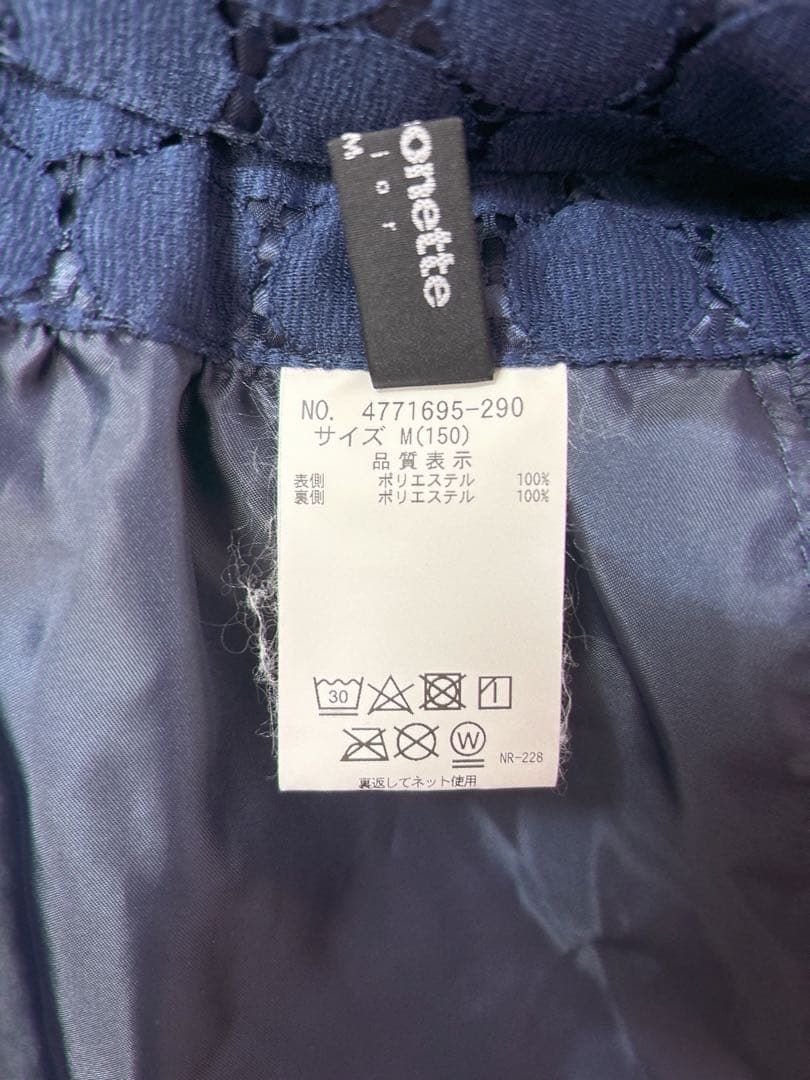 onette
M
ior
NO. 4771695-290
サイズ M(150)
品質表示
表側 ポリエステル 100%
裏側 ポリエステル 100%
30
W
NR-228
裏返してネット使用